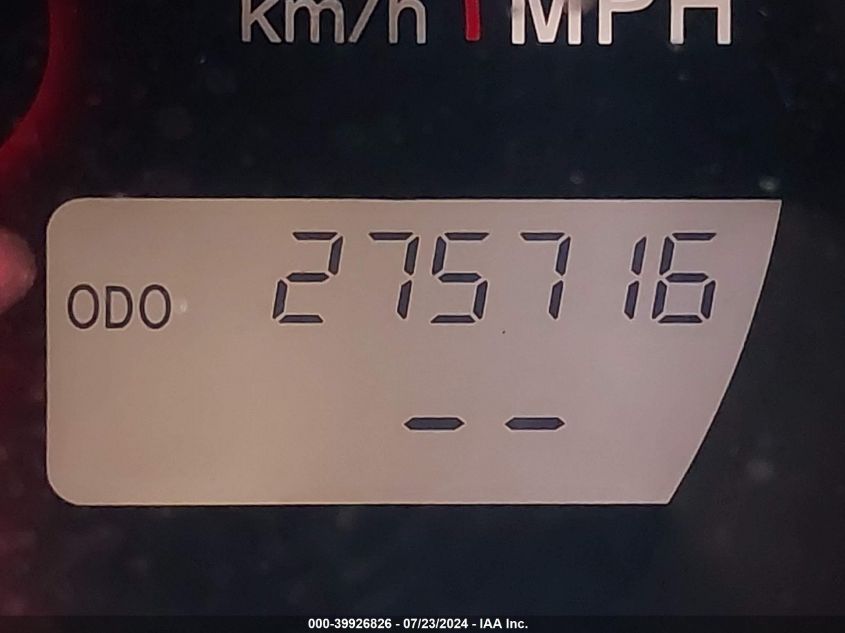 km/h MPH
ODO 275716
--
000-39926826 - 07/23/2024 - IAA Inc.